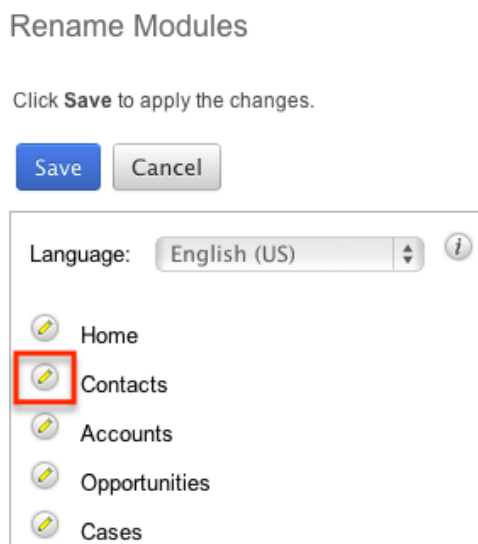 Rename Modules
Click Save to apply the changes.
Save Cancel
Language: English (US) i
Home
Contacts
Accounts
Opportunities
Cases